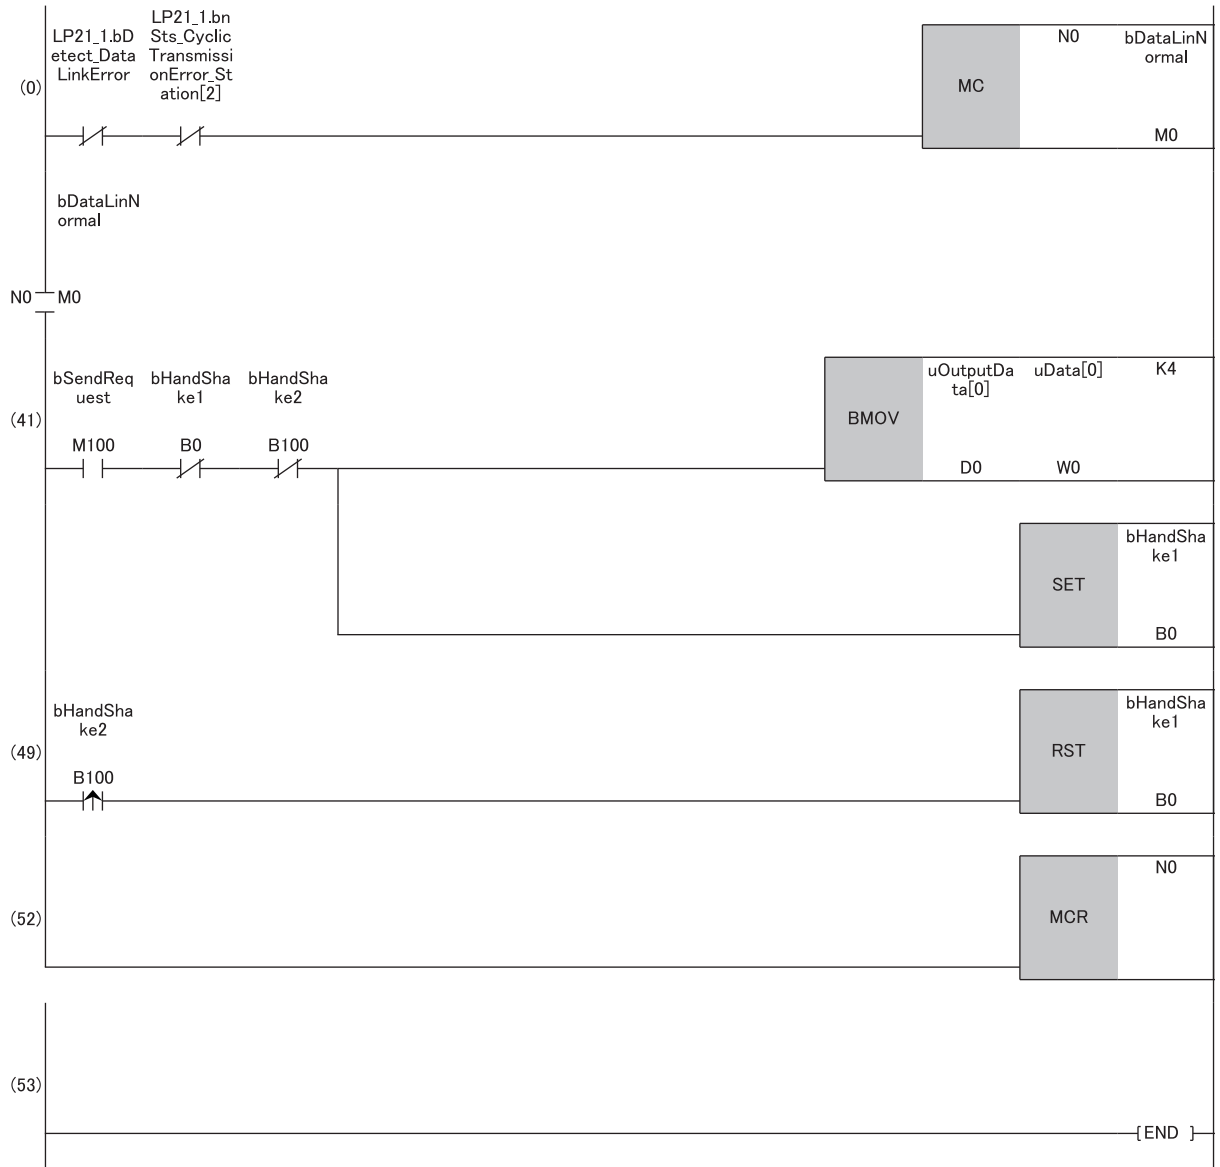 LP21_1.bD
etect_Data
LinkError
LP21_1.bn
Sts_Cyclic
Transmissi
onError_St
ation[2]
(0)
MC
N0
bDataLinN
ormal
M0
bDataLinN
ormal
N0 M0
(41)
bSendReq
uest
M100
bHandSha
ke1
B0
bHandSha
ke2
B100
BMOV
uOutputDa
ta[0]
D0
uData[0]
W0
K4
SET
bHandSha
ke1
B0
(49)
bHandSha
ke2
B100
RST
bHandSha
ke1
B0
(52)
MCR
N0
(53)
[END ]